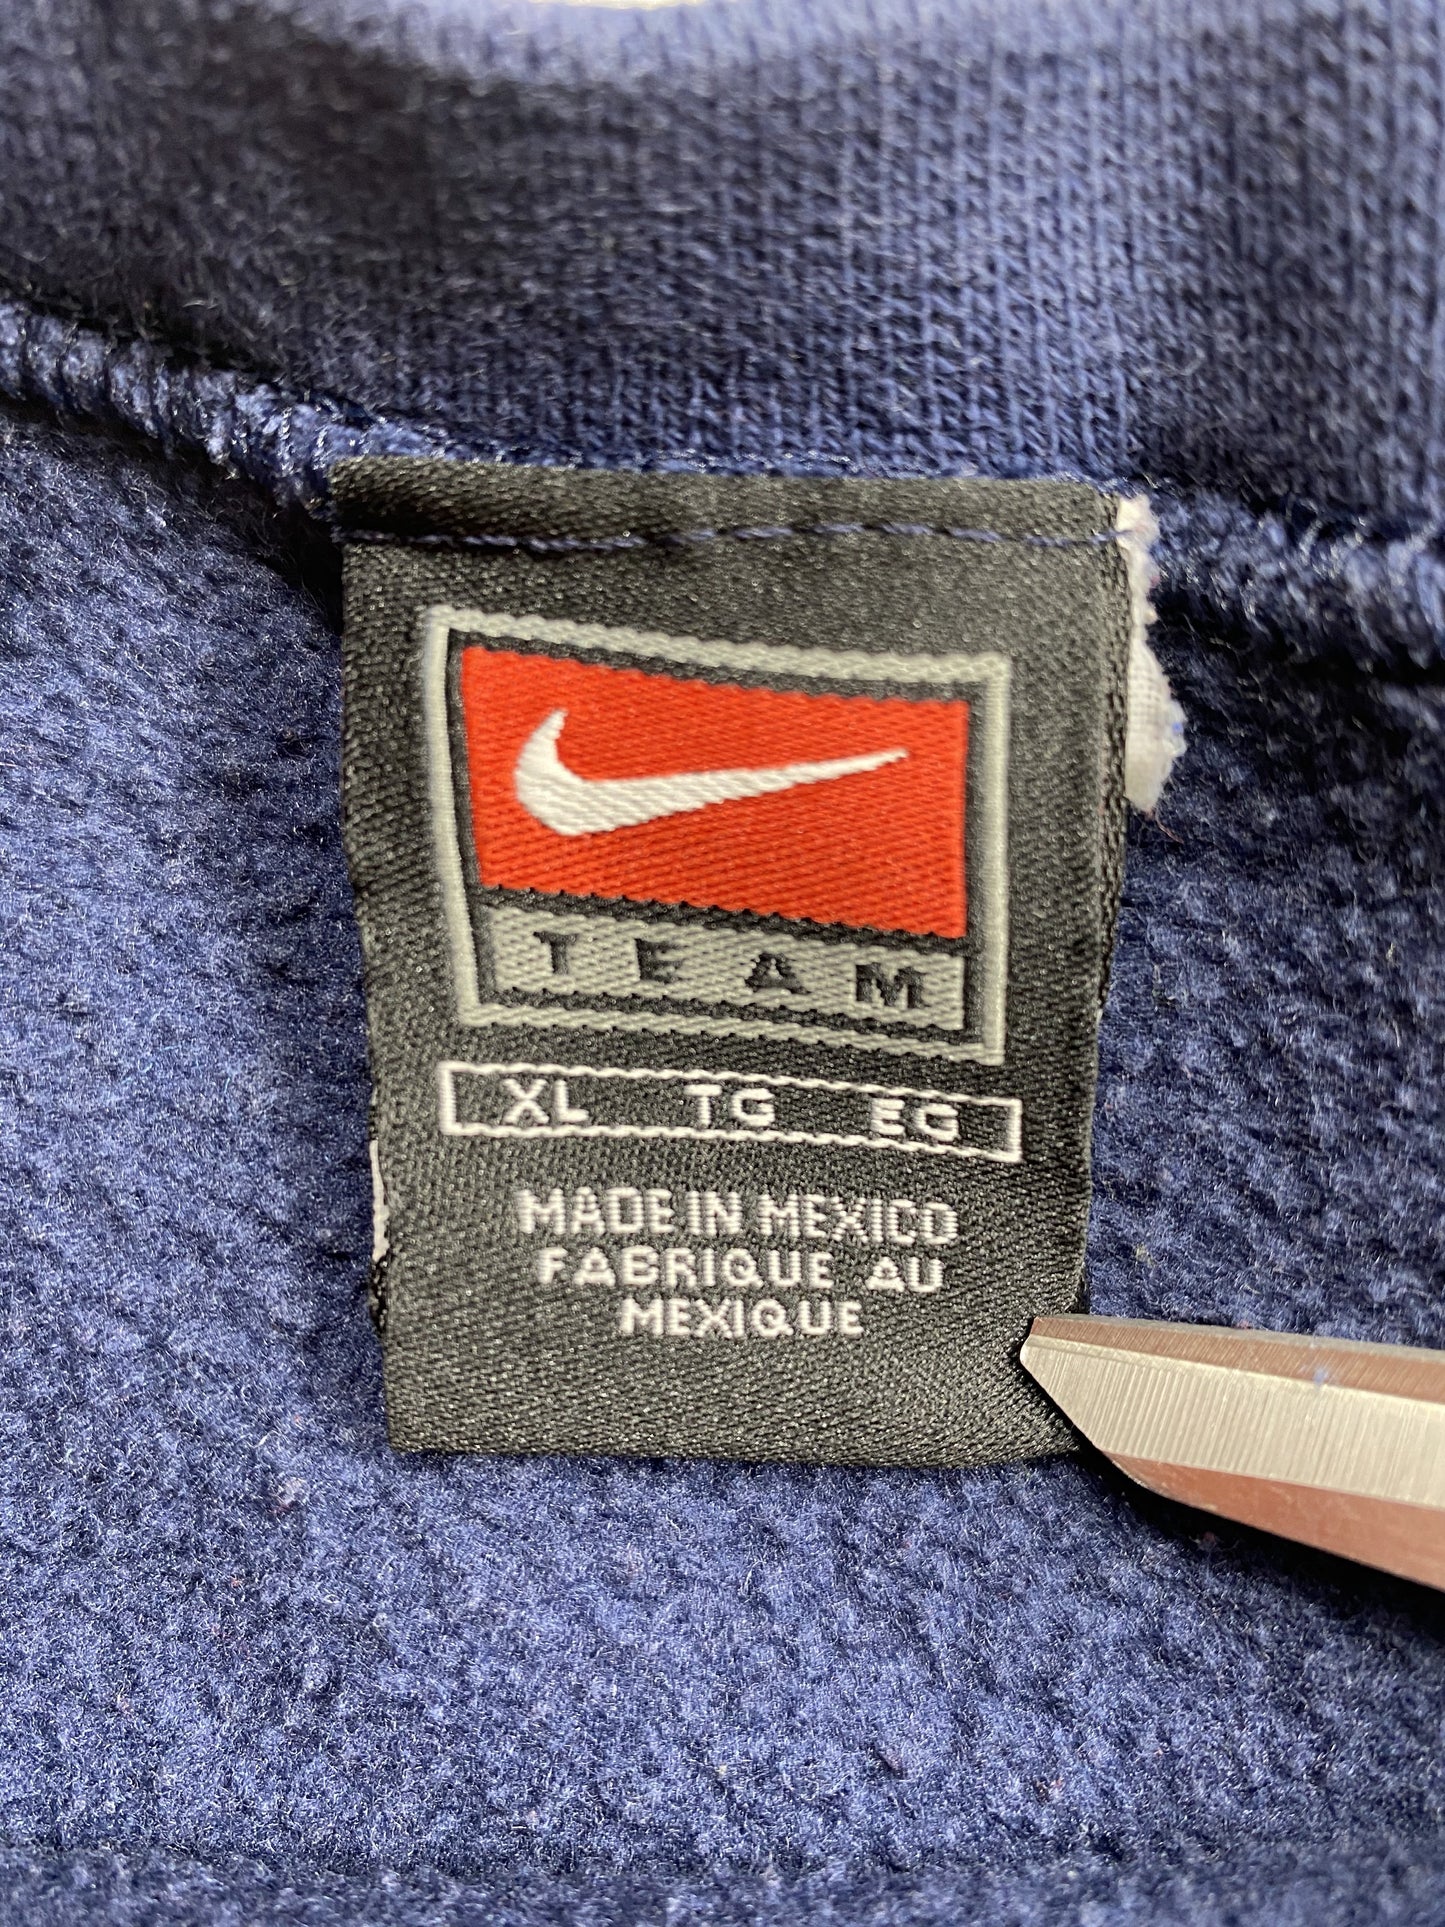 TEAM
XL TG EG
MADE IN MEXICO
FABRIQUE AU
MEXIQUE